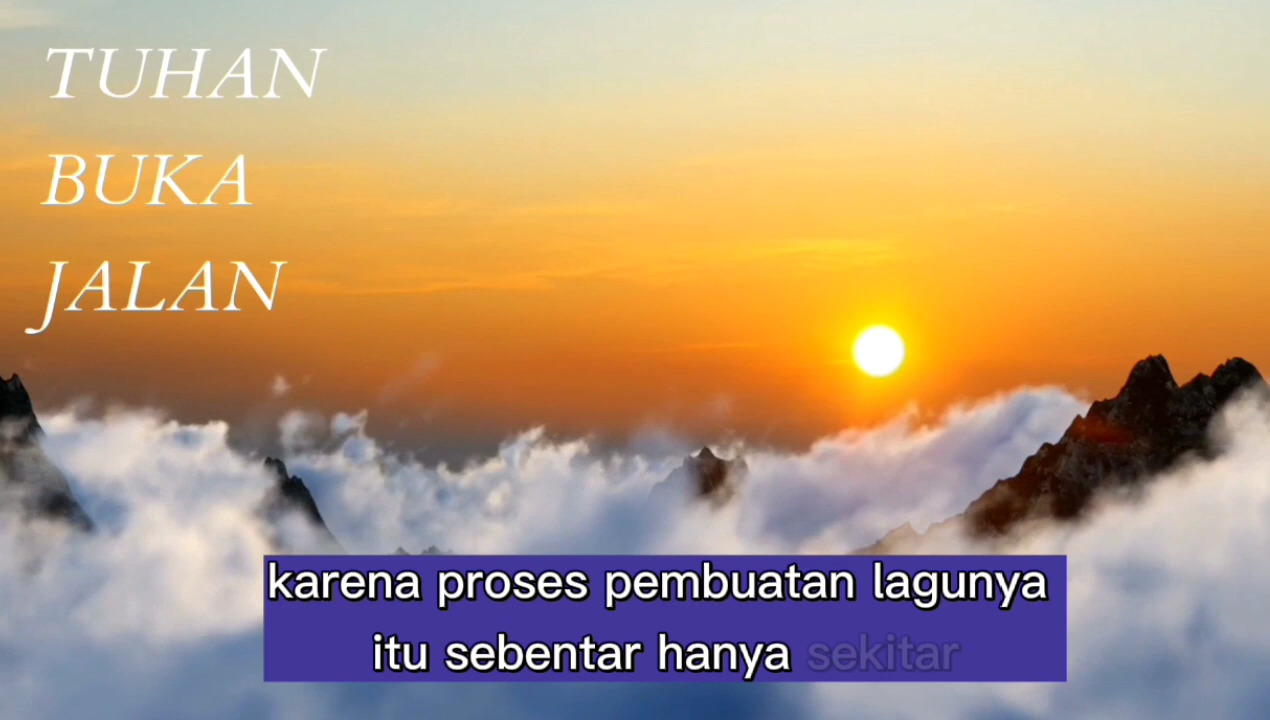 TUHAN
BUKA
JALAN
karena proses pembuatan lagunya
itu sebentar hanya sekitar